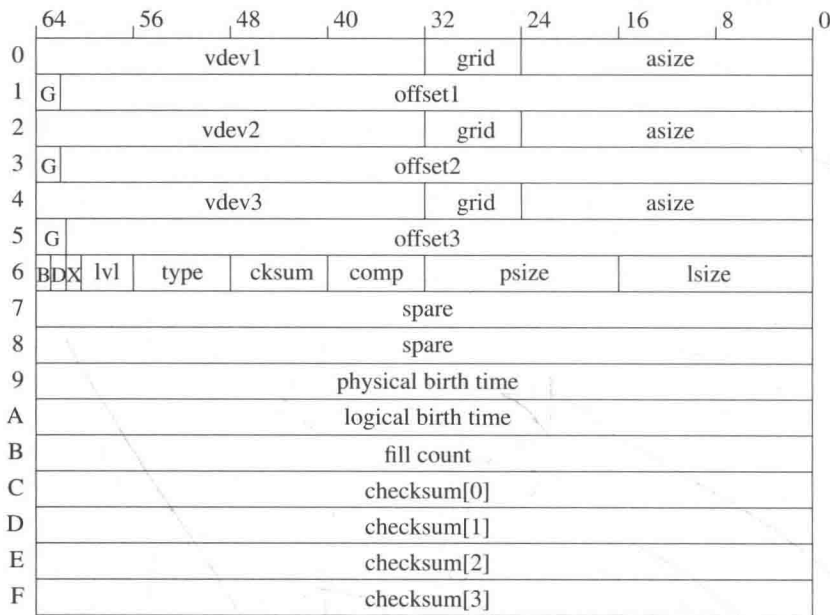 64 56 48 40 32 24 16 8 0
0 vdev1 grid asize
1 G offset1
2 vdev2 grid asize
3 G offset2
4 vdev3 grid asize
5 G offset3
6 B D X lvl type cksum comp psize lsize
7 spare
8 spare
9 physical birth time
A logical birth time
B fill count
C checksum[0]
D checksum[1]
E checksum[2]
F checksum[3]